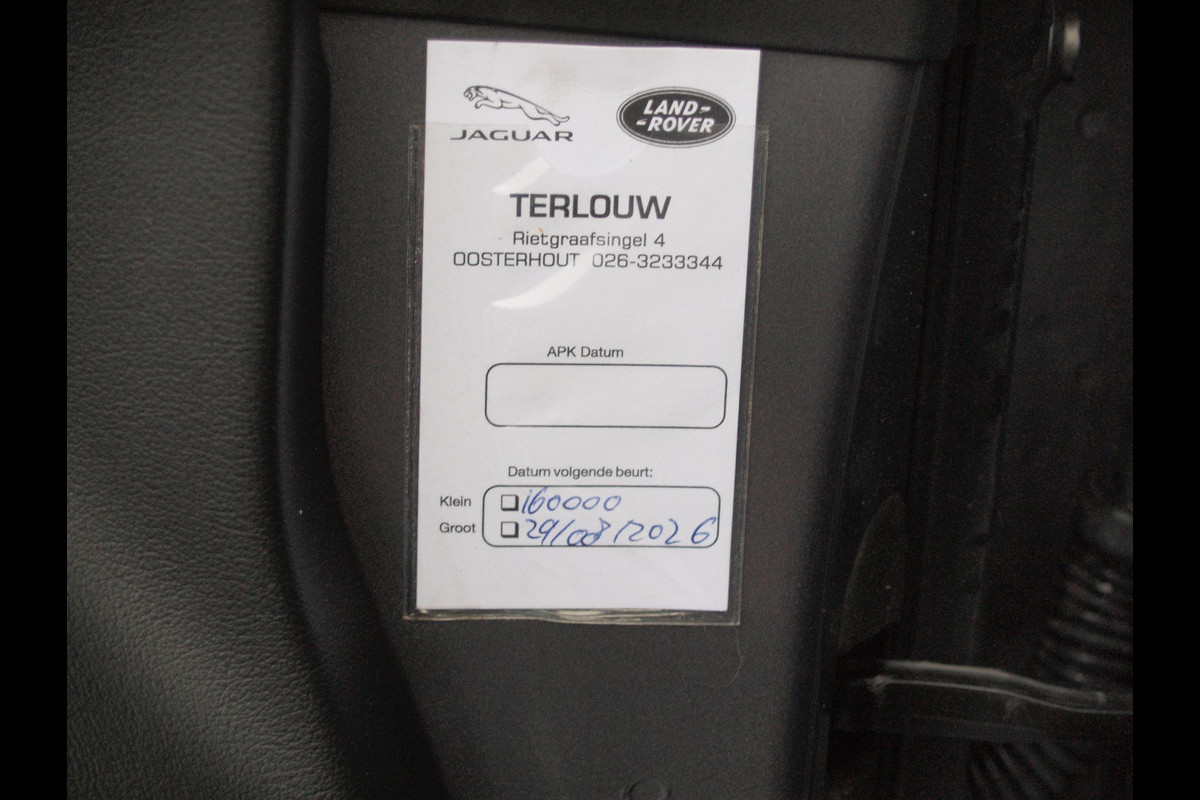 JAGUAR
LAND-
-ROVER
TERLOUW
Rietgraafsingel 4
OOSTERHOUT 026-3233344
APK Datum
Datum volgende beurt:
Klein 160000
Groot 29/08/2026